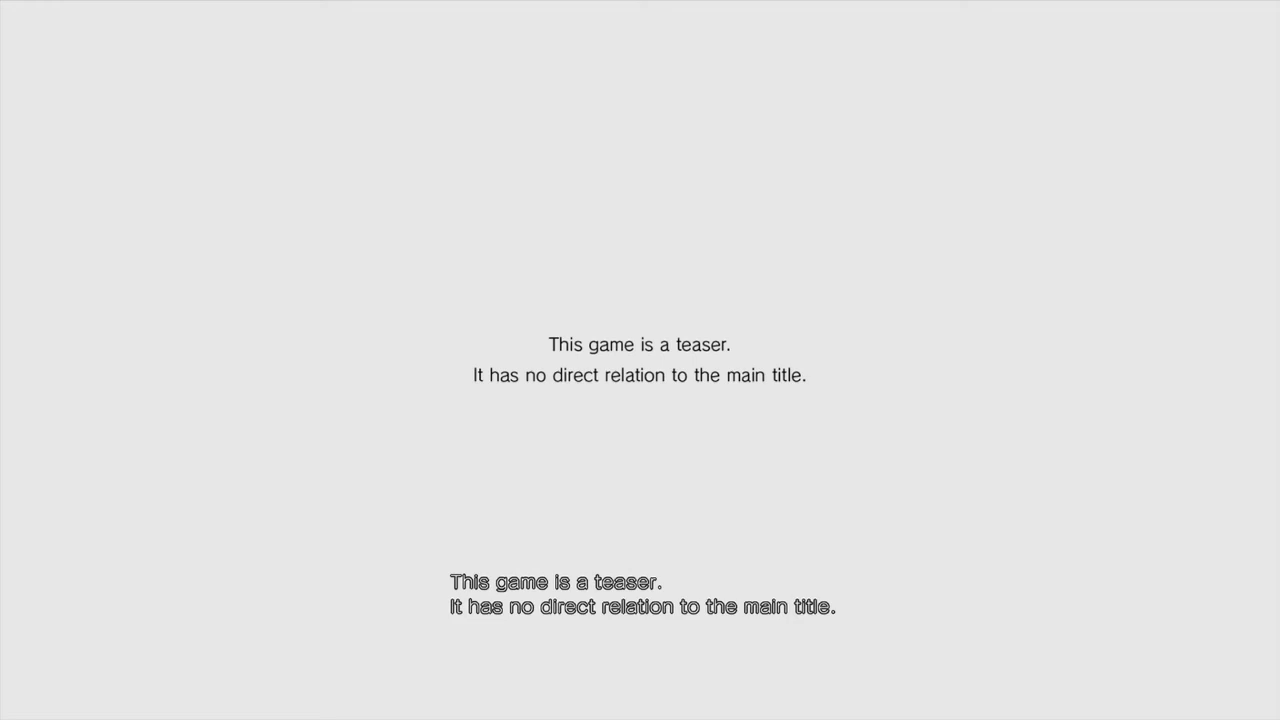 This game is a teaser.
It has no direct relation to the main title.
This game is a teaser.
It has no direct relation to the main title.